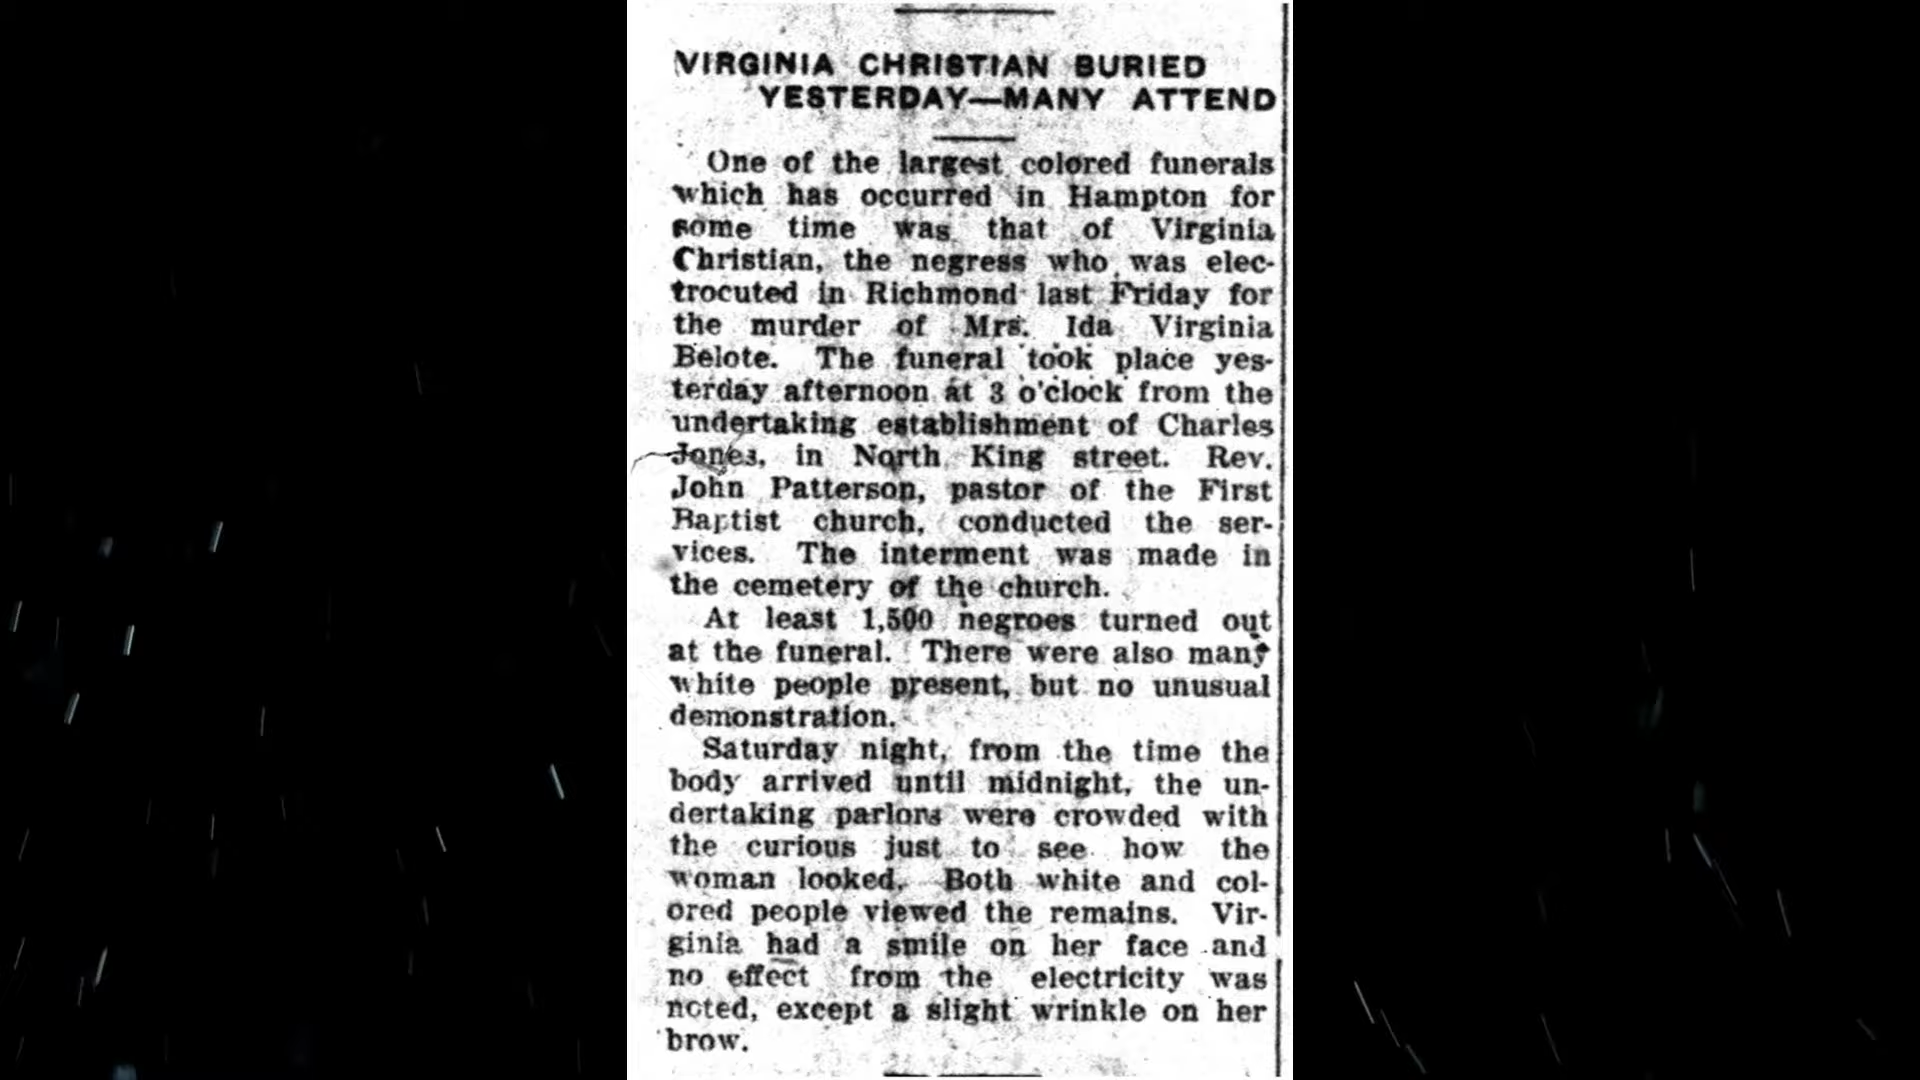 VIRGINIA CHRISTIAN BURIED
YESTERDAY—MANY ATTEND
One of the largest colored funerals
which has occurred in Hampton for
some time was that of Virginia
Christian, the negress who was elec-
trocuted in Richmond last Friday for
the murder of Mrs. Ida Virginia
Belote. The funeral took place yes-
terday afternoon at 3 o'clock from the
undertaking establishment of Charles
Jones, in North King street. Rev.
John Patterson, pastor of the First
Baptist church, conducted the ser-
vices. The interment was made in
the cemetery of the church.
At least 1,500 negroes turned out
at the funeral. There were also many
white people present, but no unusual
demonstration.
Saturday night, from the time the
body arrived until midnight, the un-
dertaking parlors were crowded with
the curious just to see how the
woman looked. Both white and col-
ored people viewed the remains. Vir-
ginia had a smile on her face and
no effect from the electricity was
noted, except a slight wrinkle on her
brow.